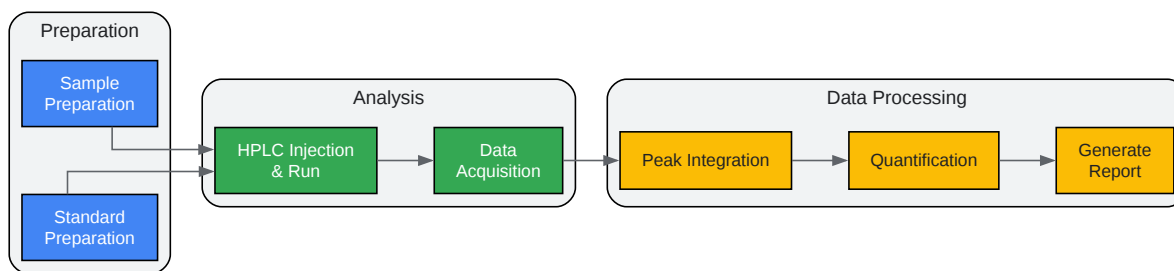 Preparation
Sample
Preparation
Standard
Preparation
Analysis
HPLC Injection
& Run
Data
Acquisition
Data Processing
Peak Integration
Quantification
Generate
Report